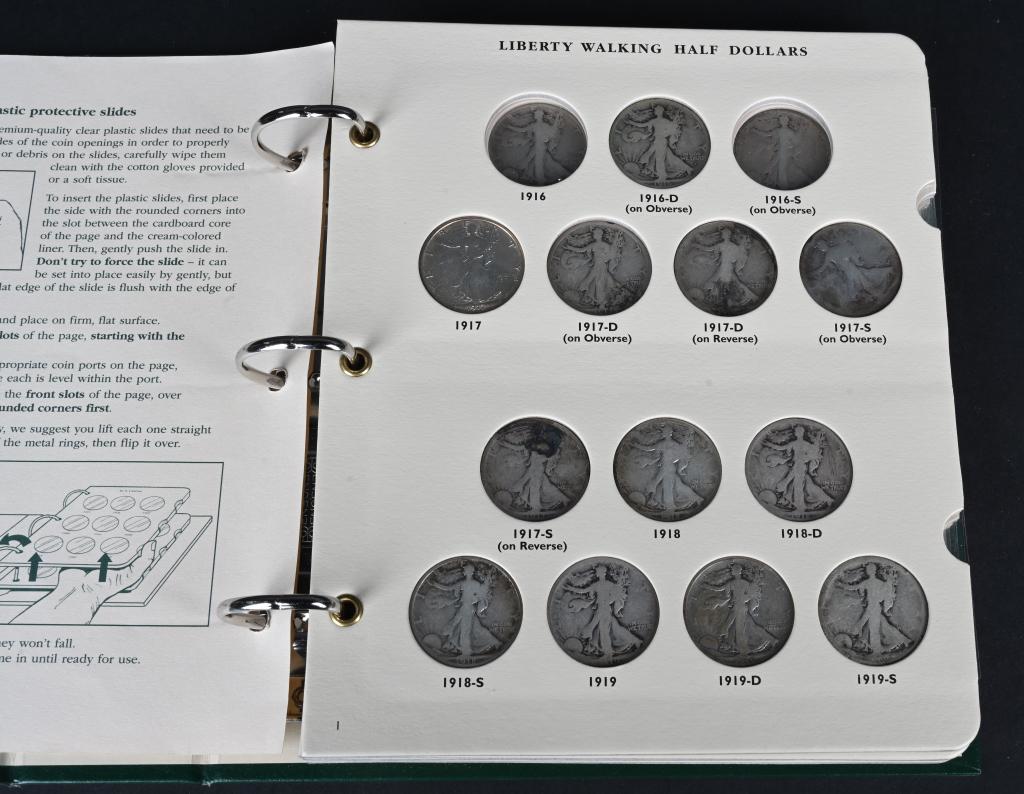 astic protective slides
emium-quality clear plastic slides that need to be
les of the coin openings in order to properly
or debris on the slides, carefully wipe them
clean with the cotton gloves provided
or a soft tissue.
To insert the plastic slides, first place
the side with the rounded corners into
the slot between the cardboard core
of the page and the cream-colored
liner. Then, gently push the slide in.
Don't try to force the slide – it can
be set into place easily by gently, but
lat edge of the slide is flush with the edge of
and place on firm, flat surface.
lots of the page, starting with the
propriate coin ports on the page,
e each is level within the port.
the front slots of the page, over
unded corners first.
y, we suggest you lift each one straight
f the metal rings, then flip it over.
ey won't fall.
me in until ready for use.
LIBERTY WALKING HALF DOLLARS
1916
1916-D
(on Obverse)
1916-S
(on Obverse)
1917
1917-D
(on Obverse)
1917-D
(on Reverse)
1917-S
(on Obverse)
1917-S
(on Reverse)
1918
1918-D
1918-S
1919
1919-D
1919-S
1